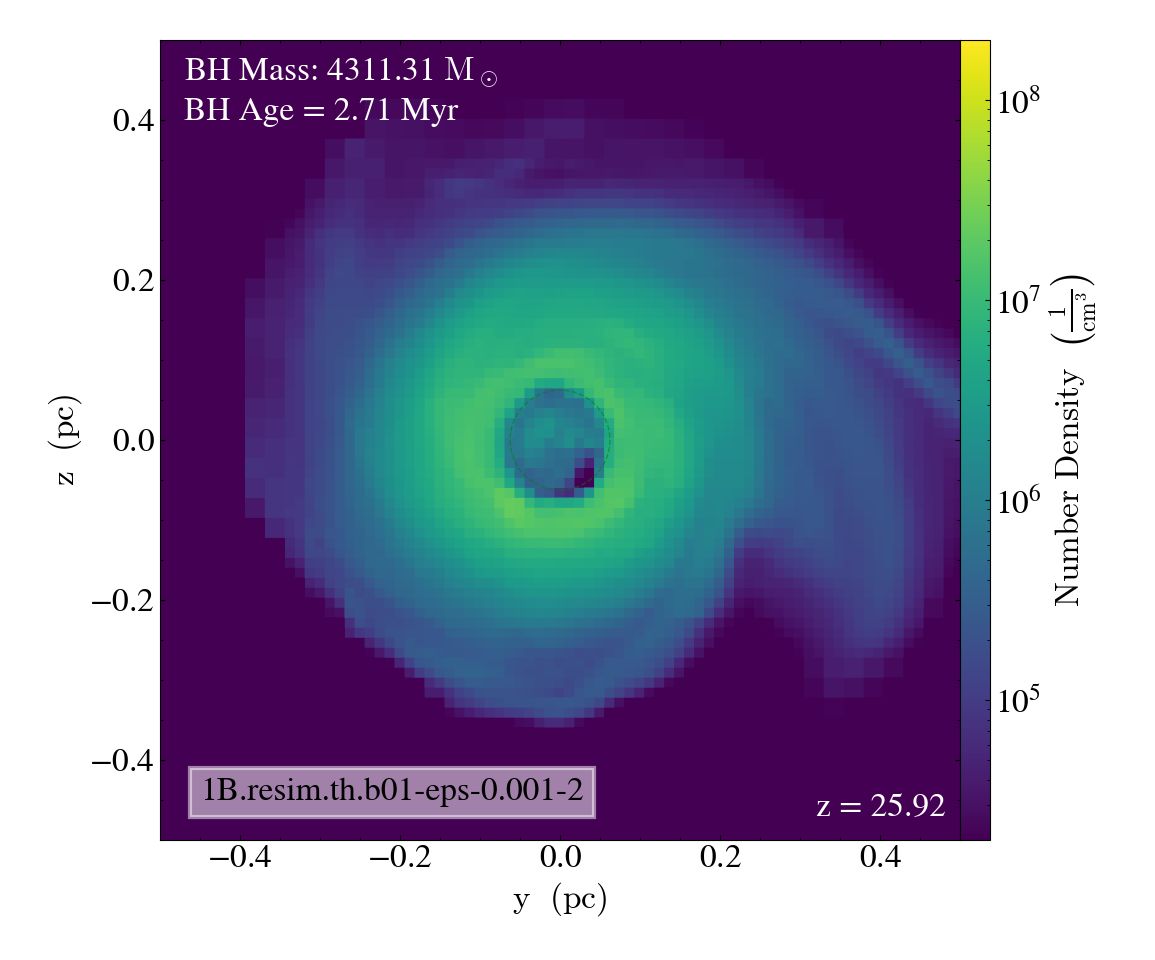 BH Mass: 4311.31 M⊙
BH Age = 2.71 Myr
0.4
0.2
0.0
−0.2
−0.4
z (pc)
1B.resim.th.b01-eps-0.001-2
z = 25.92
−0.4 −0.2 0.0 0.2 0.4
y (pc)
10⁸
10⁷
10⁶
10⁵
Number Density (1/cm³)